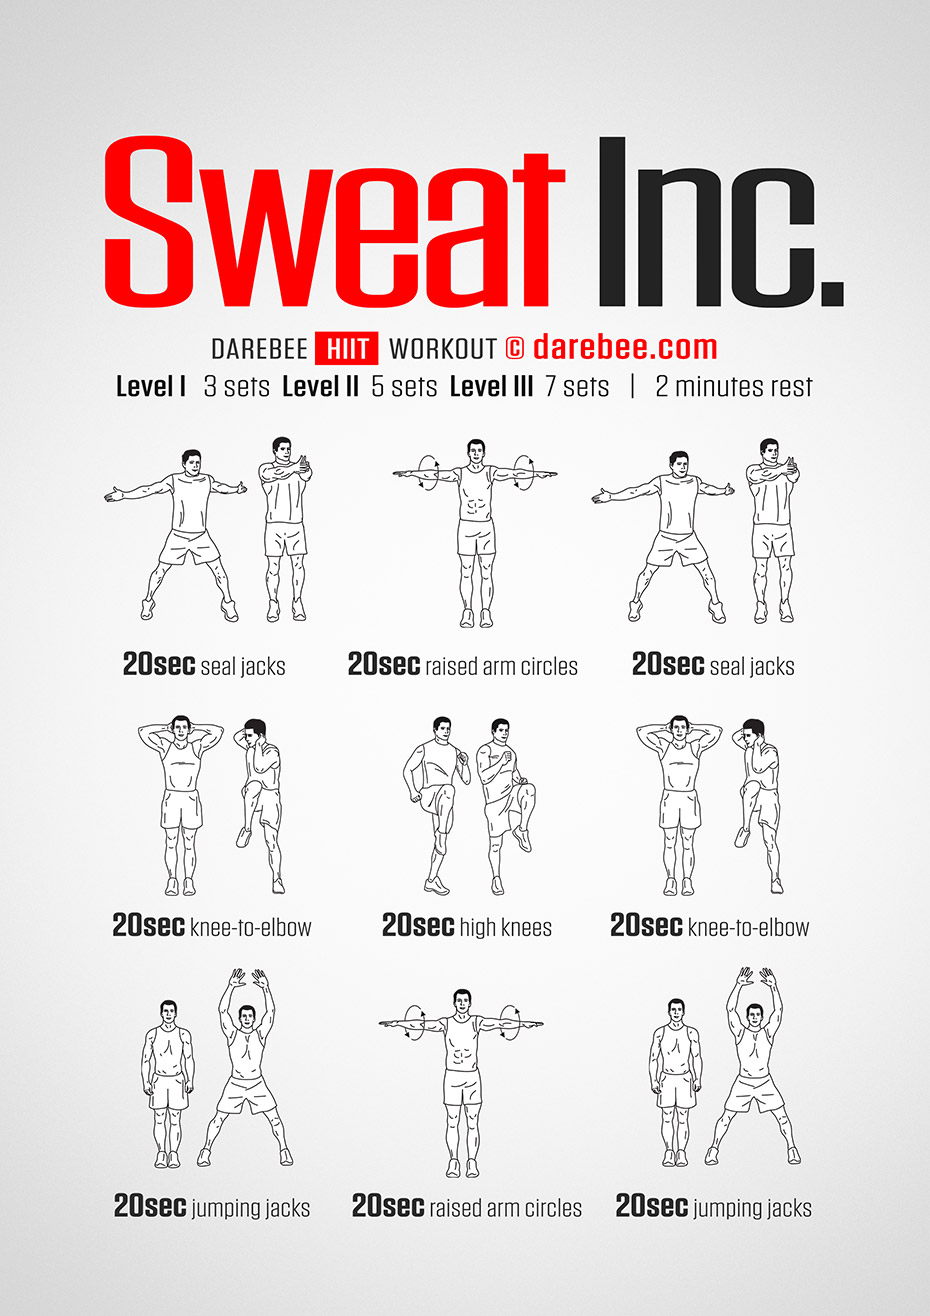 Sweat Inc.
DAREBEE HIIT WORKOUT © darebee.com
Level I 3 sets Level II 5 sets Level III 7 sets | 2 minutes rest
20sec seal jacks 20sec raised arm circles 20sec seal jacks
20sec knee-to-elbow 20sec high knees 20sec knee-to-elbow
20sec jumping jacks 20sec raised arm circles 20sec jumping jacks